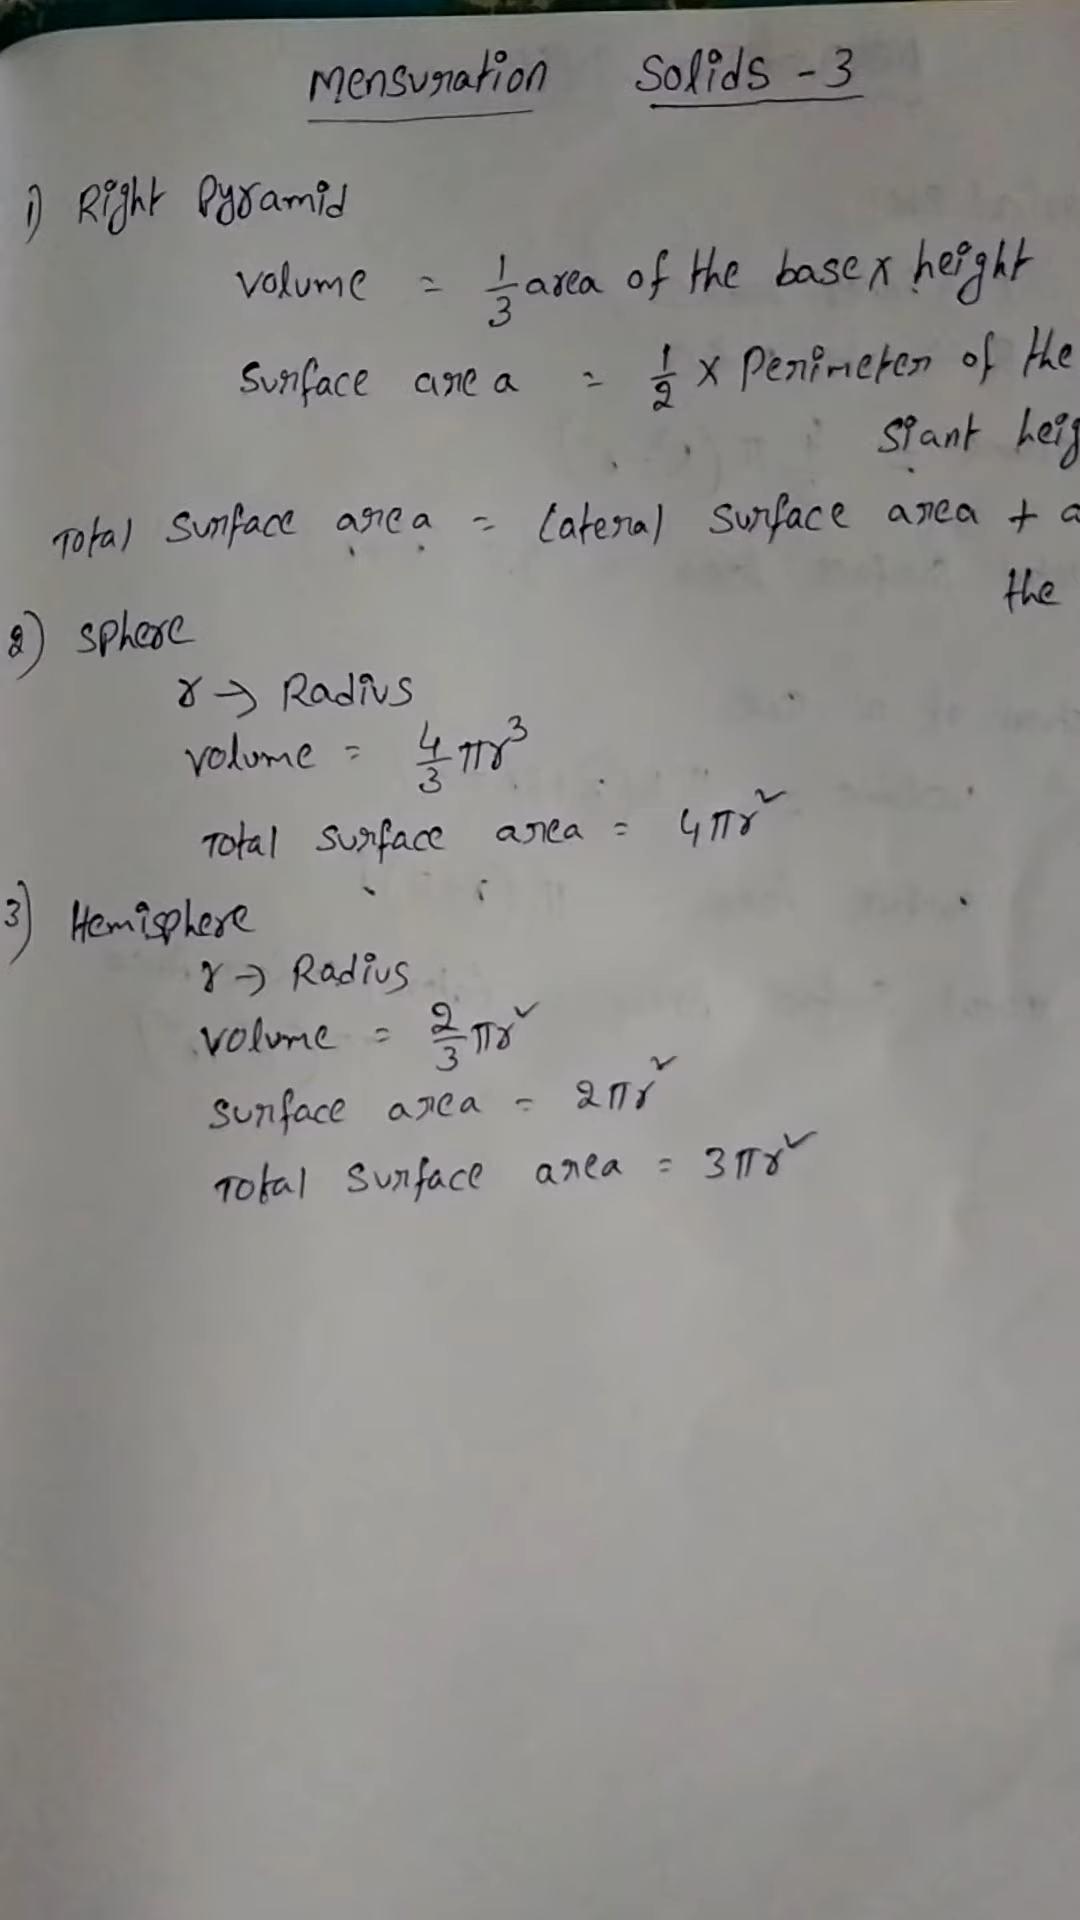 Mensuration Solids - 3
1) Right Pyramid
volume = 1/3 area of the base x height
Surface area = 1/2 x Perimeter of the
Slant heig
Total Surface area = Lateral Surface area + a
the
2) Sphere
r → Radius
volume = 4/3 πr³
Total Surface area = 4πr²
3) Hemisphere
r → Radius
volume = 2/3 πr²
Surface area = 2πr²
Total Surface area = 3πr²